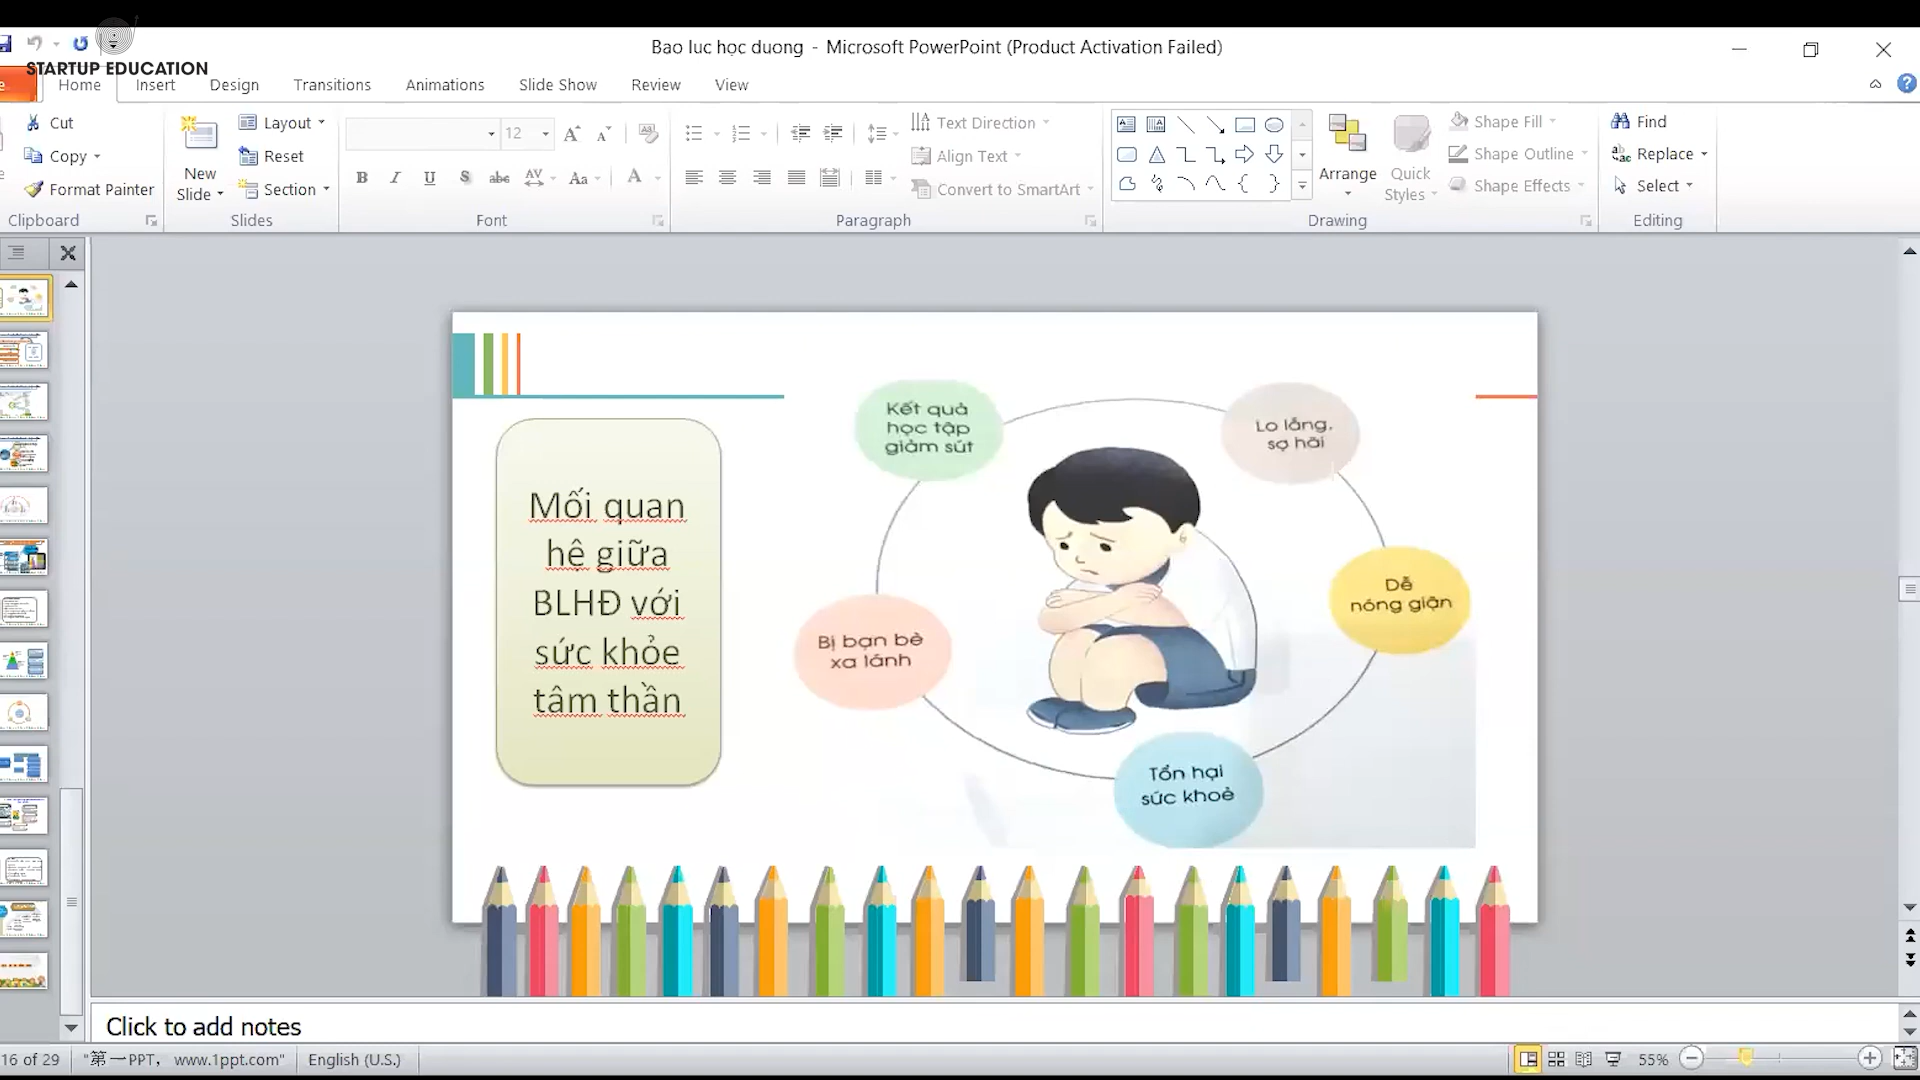 STARTUP EDUCATION
Bao luc học duong - Microsoft PowerPoint (Product Activation Failed)
Home Insert Design Transitions Animations Slide Show Review View
Cut
Copy
Format Painter
Clipboard
New
Slide
Layout
Reset
Section
Slides
12
Font
Text Direction
Align Text
Convert to SmartArt
Paragraph
Arrange
Quick
Styles
Shape Fill
Shape Outline
Shape Effects
Drawing
Find
Replace
Select
Editing
Mối quan
hệ giữa
BLHĐ với
sức khỏe
tâm thần
Kết quả
học tập
giảm sút
Lo lắng,
sợ hãi
Dễ
nóng giận
Bị bạn bè
xa lánh
Tổn hại
sức khoẻ
Click to add notes
16 of 29
"第一PPT，www.1ppt.com"
English (U.S.)
55%